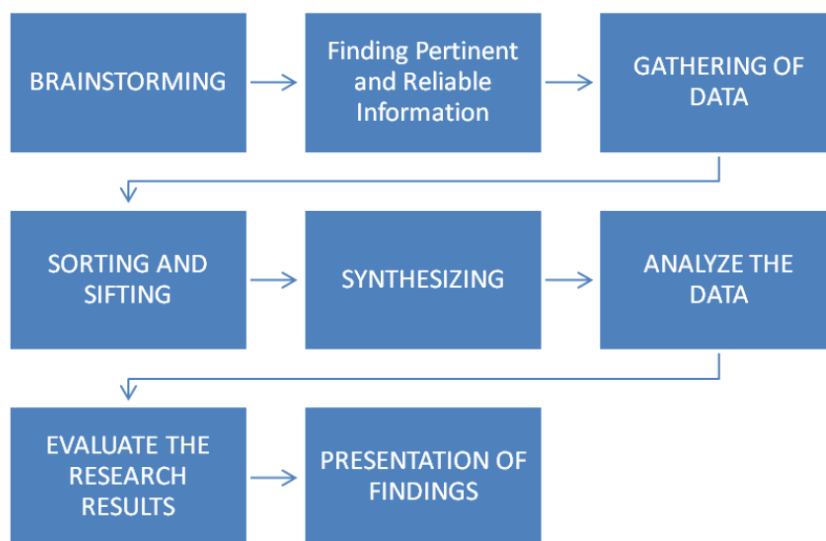 BRAINSTORMING
Finding Pertinent
and Reliable
Information
GATHERING OF
DATA
SORTING AND
SIFTING
SYNTHESIZING
ANALYZE THE
DATA
EVALUATE THE
RESEARCH
RESULTS
PRESENTATION OF
FINDINGS